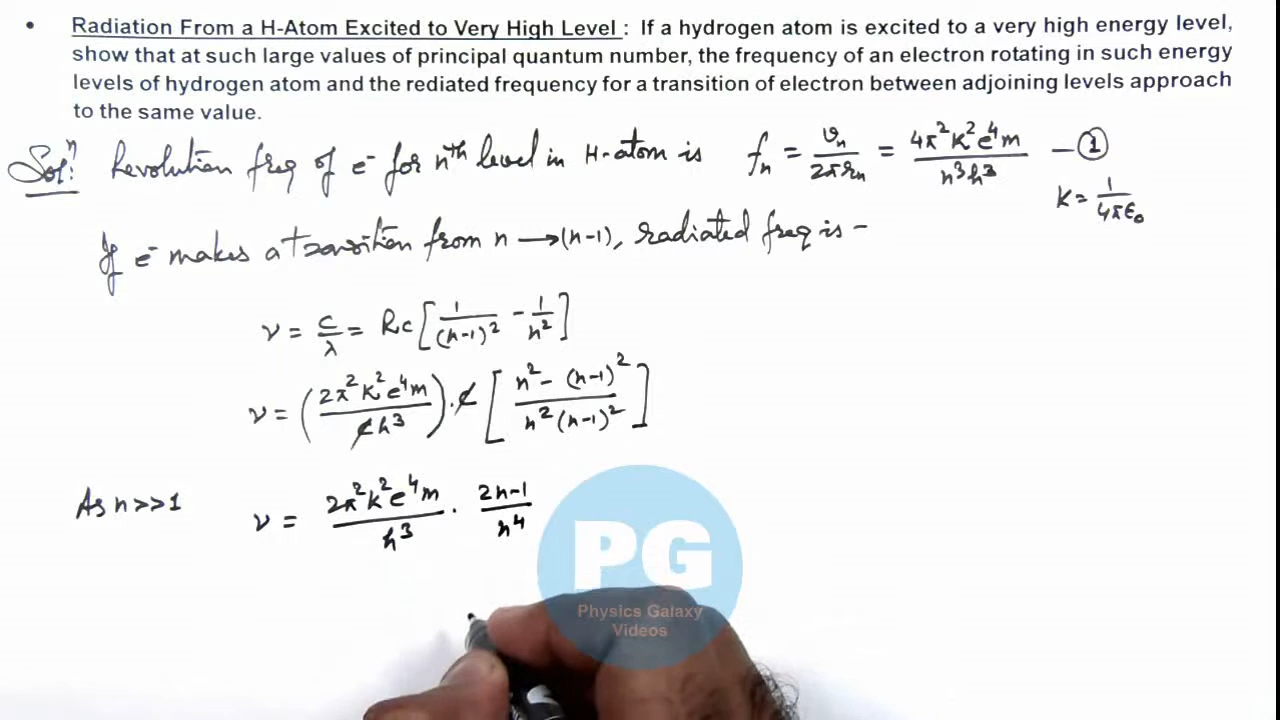 • Radiation From a H-Atom Excited to Very High Level : If a hydrogen atom is excited to a very high energy level,
show that at such large values of principal quantum number, the frequency of an electron rotating in such energy
levels of hydrogen atom and the rediated frequency for a transition of electron between adjoining levels approach
to the same value.
Solⁿ: Revolution freq of e⁻ for nᵗʰ level in H-atom is fₙ = vₙ/2πrₙ = 4π²K²e⁴m/n³h³ — ①
K = 1/4πε₀
If e⁻ makes a transition from n ⟶ (n-1), radiated freq is –
ν = c/λ = Rc[1/(n-1)² - 1/n²]
ν = (2π²K²e⁴m/ch³).c [n² - (n-1)²/n²(n-1)²]
As n>>1 ν = 2π²K²e⁴m/h³ . 2n-1/n⁴
PG
Physics Galaxy
Videos